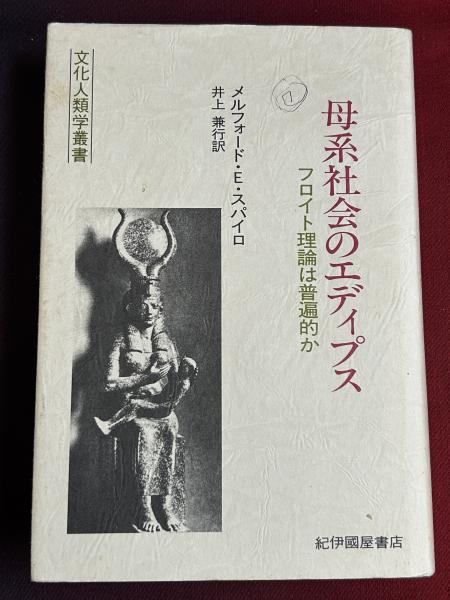 母系社会のエディプス
フロイト理論は普遍的か
メルフォード・E・スパイロ
井上 兼行訳
文化人類学叢書
紀伊國屋書店